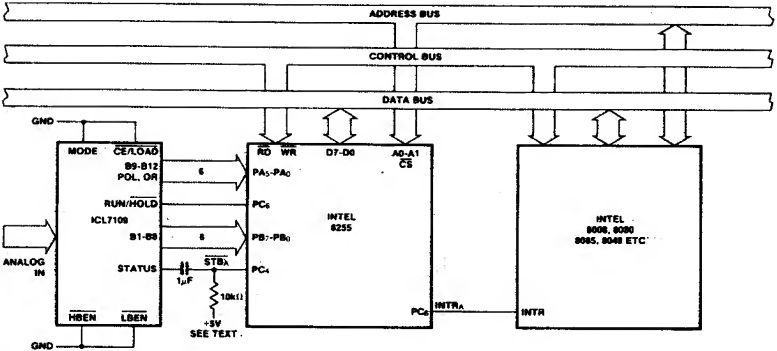 ADDRESS BUS
CONTROL BUS
DATA BUS
GND
MODE
CE/LOAD
B9-B12
POL, OR
6
RUN/HOLD
ICL7109
B1-B8
8
ANALOG
IN
STATUS
1μF
STBA
10kΩ
+5V
SEE TEXT
HBEN
LBEN
GND
RD
WR
D7-D0
A0-A1
CS
PA5-PA0
PC5
INTEL
8255
PB7-PB0
PC4
PC6
INTRA
INTR
INTEL
8008, 8080
8085, 8048 ETC